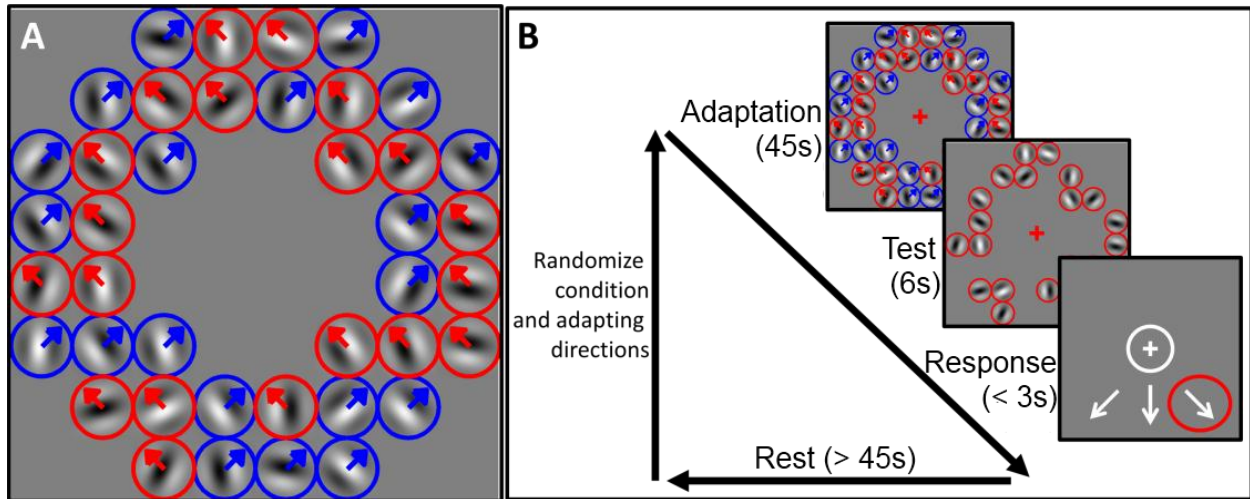 A
B
Adaptation
(45s)
Test
(6s)
Response
(< 3s)
Randomize
condition
and adapting
directions
Rest (> 45s)